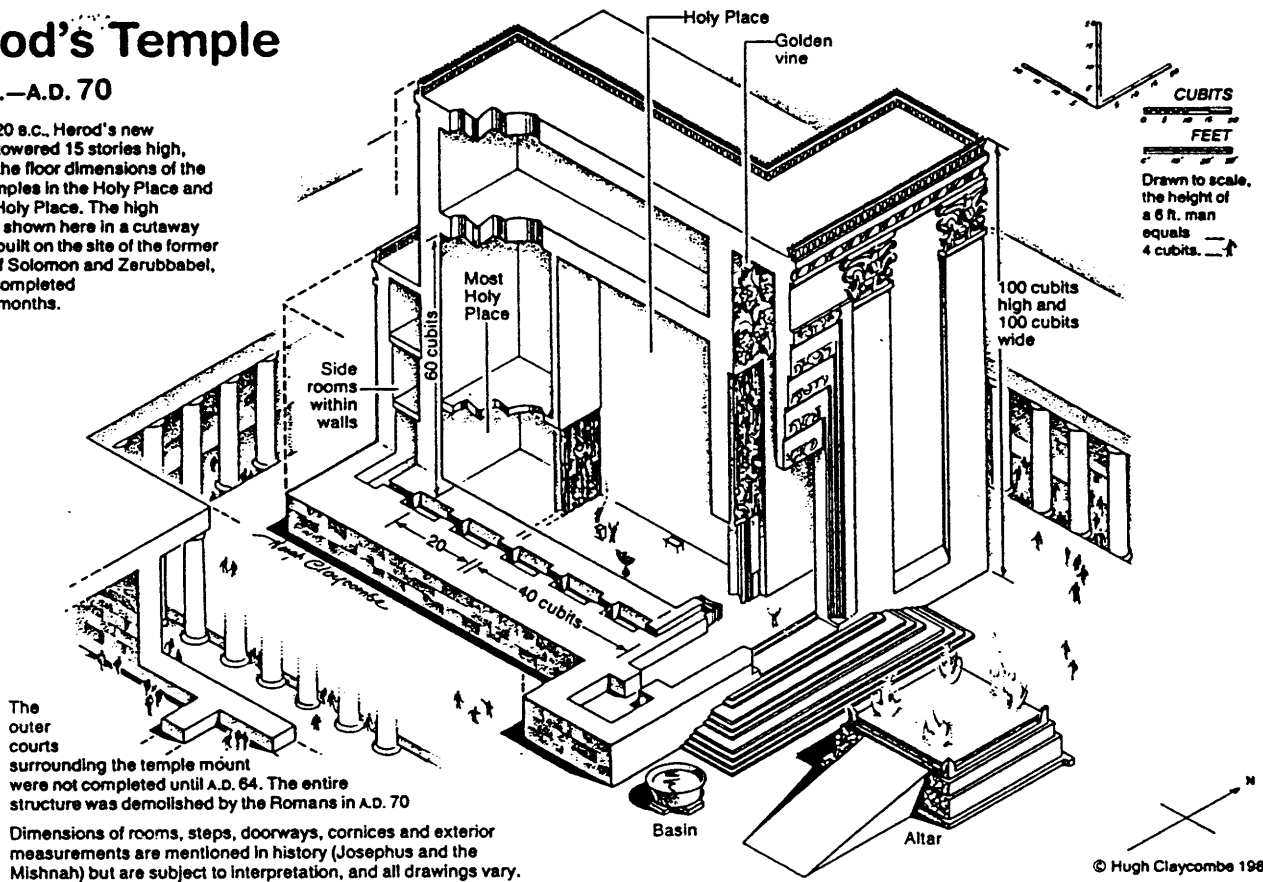 od's Temple
.—A.D. 70
20 B.C., Herod's new
owered 15 stories high,
he floor dimensions of the
mples in the Holy Place and
Holy Place. The high
shown here in a cutaway
built on the site of the former
f Solomon and Zerubbabel,
ompleted
months.
Holy Place
Golden
vine
CUBITS
FEET
Drawn to scale,
the height of
a 6 ft. man
equals
4 cubits.
100 cubits
high and
100 cubits
wide
Most
Holy
Place
60 cubits
Side
rooms
within
walls
20
40 cubits
Hugh Claycombe
The
outer
courts
surrounding the temple mount
were not completed until A.D. 64. The entire
structure was demolished by the Romans in A.D. 70
Dimensions of rooms, steps, doorways, cornices and exterior
measurements are mentioned in history (Josephus and the
Mishnah) but are subject to interpretation, and all drawings vary.
Basin
Altar
N
© Hugh Claycombe 198